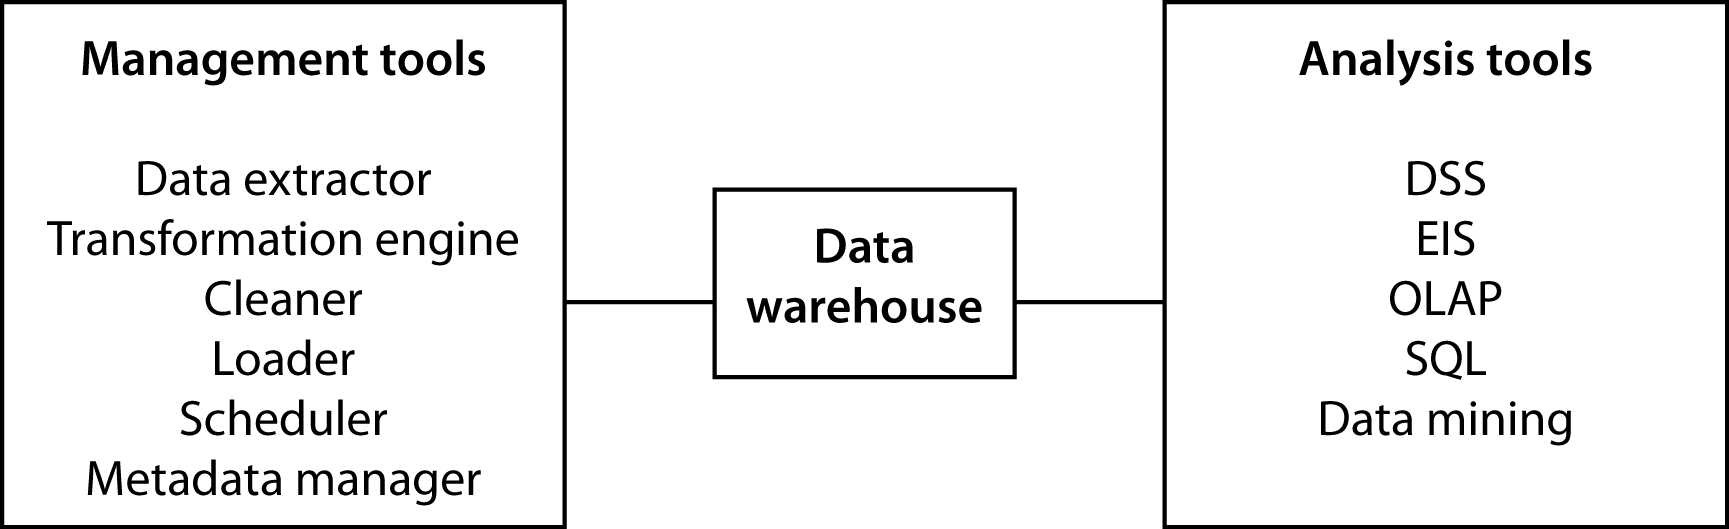 Management tools
Data extractor
Transformation engine
Cleaner
Loader
Scheduler
Metadata manager
Data
warehouse
Analysis tools
DSS
EIS
OLAP
SQL
Data mining